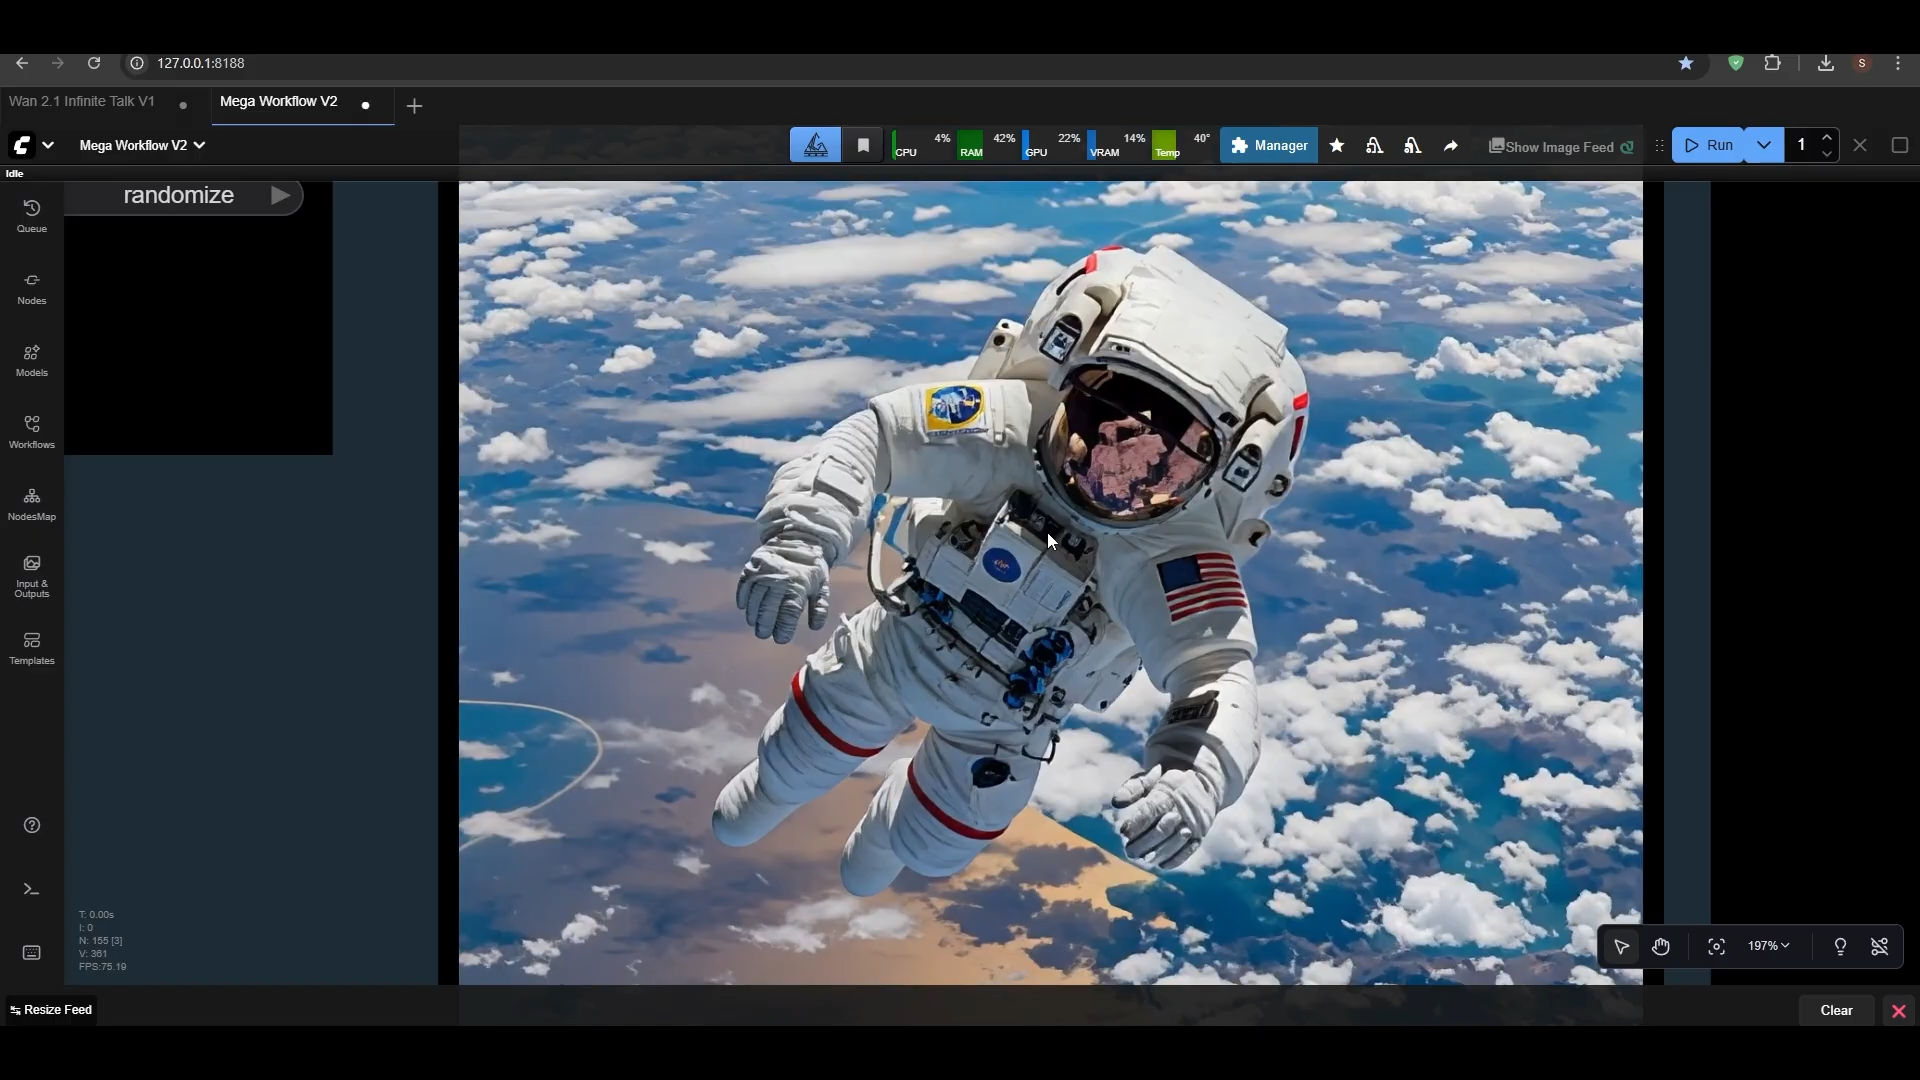 127.0.0.1:8188
Wan 2.1 Infinite Talk V1
Mega Workflow V2
Mega Workflow V2
4%
CPU
42%
RAM
22%
GPU
14%
VRAM
40°
Temp
Manager
Show Image Feed
Run
1
Idle
randomize
Queue
Nodes
Models
Workflows
NodesMap
Input &
Outputs
Templates
T: 0.00s
I: 0
N: 155 [3]
V: 361
FPS:75.19
197%
Resize Feed
Clear
S